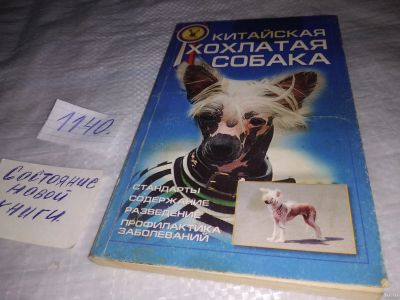 КИТАЙСКАЯ
ХОХЛАТАЯ
СОБАКА
1140.
СОСТОЯНИЕ
НОВОЙ
КНИГИ
СТАНДАРТЫ
СОДЕРЖАНИЕ
РАЗВЕДЕНИЕ
ПРОФИЛАКТИКА
ЗАБОЛЕВАНИЙ